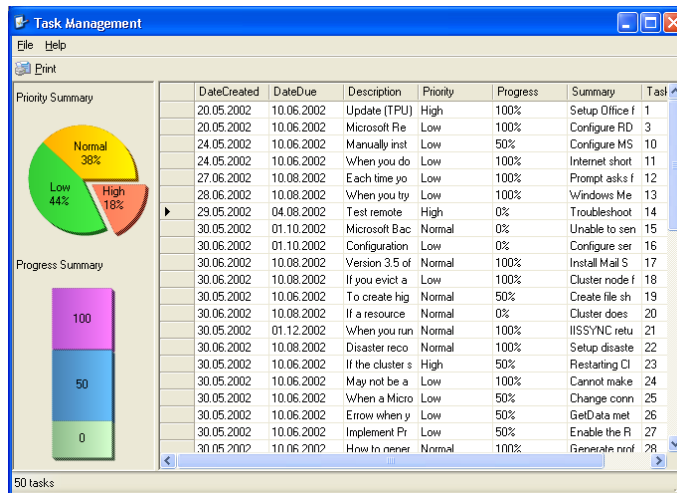 Task Management
File Help
Print
Priority Summary
Normal
38%
Low
44%
High
18%
Progress Summary
100
50
0
DateCreated DateDue Description Priority Progress Summary Task
20.05.2002 10.06.2002 Update (TPU) High 100% Setup Office f 1
20.05.2002 10.06.2002 Microsoft Re Low 100% Configure RD 3
24.05.2002 10.06.2002 Manually inst Low 50% Configure MS 10
24.05.2002 10.06.2002 When you do Low 100% Internet short 11
27.06.2002 10.08.2002 Each time yo Low 100% Prompt asks f 12
28.06.2002 10.08.2002 When you try Low 100% Windows Me 13
29.05.2002 04.08.2002 Test remote High 0% Troubleshoot 14
30.05.2002 01.10.2002 Microsoft Bac Normal 0% Unable to sen 15
30.06.2002 01.10.2002 Configuration Low 0% Configure ser 16
30.06.2002 10.08.2002 Version 3.5 of Normal 100% Install Mail S 17
30.06.2002 10.08.2002 If you evict a Low 100% Cluster node f 18
30.05.2002 10.06.2002 To create hig Normal 50% Create file sh 19
30.06.2002 10.08.2002 If a resource Normal 0% Cluster does 20
30.05.2002 01.12.2002 When you run Normal 100% IISSYNC retu 21
30.06.2002 10.08.2002 Disaster reco Normal 100% Setup disaste 22
30.05.2002 10.06.2002 If the cluster s High 50% Restarting Cl 23
30.05.2002 10.06.2002 May not be a Low 100% Cannot make 24
30.05.2002 10.06.2002 When a Micro Low 50% Change conn 25
30.05.2002 10.06.2002 Errow when y Low 50% GetData met 26
30.05.2002 10.06.2002 Implement Pr Low 50% Enable the R 27
30.05.2002 10.06.2002 How to gener Normal 100% Generate prof 28
50 tasks